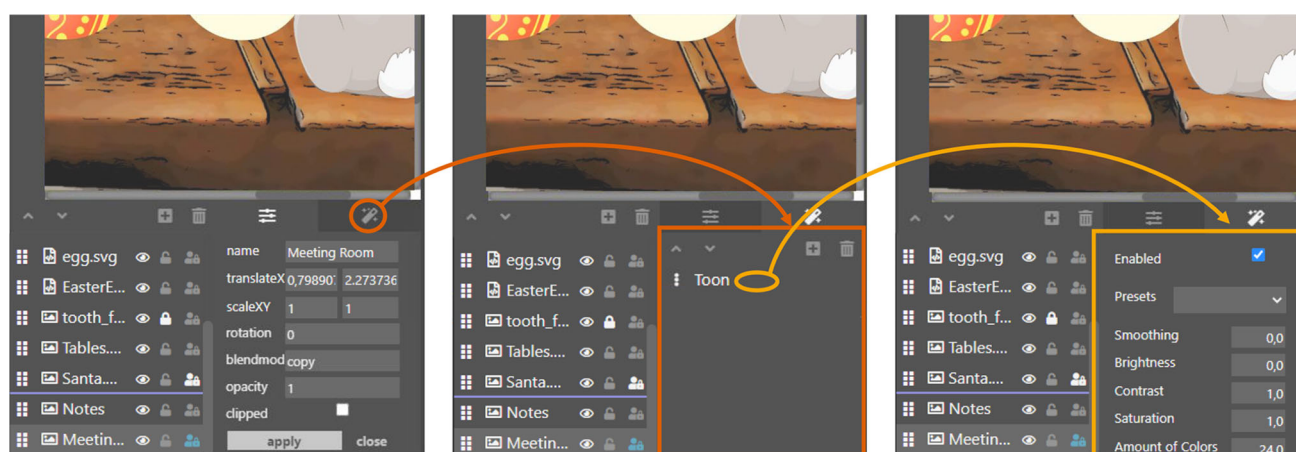 egg.svg
EasterE...
tooth_f...
Tables....
Santa....
Notes
Meetin...
name Meeting Room
translateX 0,798907 2.273736
scaleXY 1 1
rotation 0
blendmod copy
opacity 1
clipped
apply close
egg.svg
EasterE...
tooth_f...
Tables....
Santa....
Notes
Meetin...
Toon
egg.svg
EasterE...
tooth_f...
Tables....
Santa....
Notes
Meetin...
Enabled
Presets
Smoothing 0,0
Brightness 0,0
Contrast 1,0
Saturation 1,0
Amount of Colors 24,0